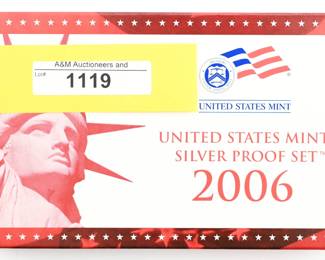 A&M Auctioneers and
Lot#
1119
UNITED STATES MINT
UNITED STATES MINT
SILVER PROOF SET™
2006